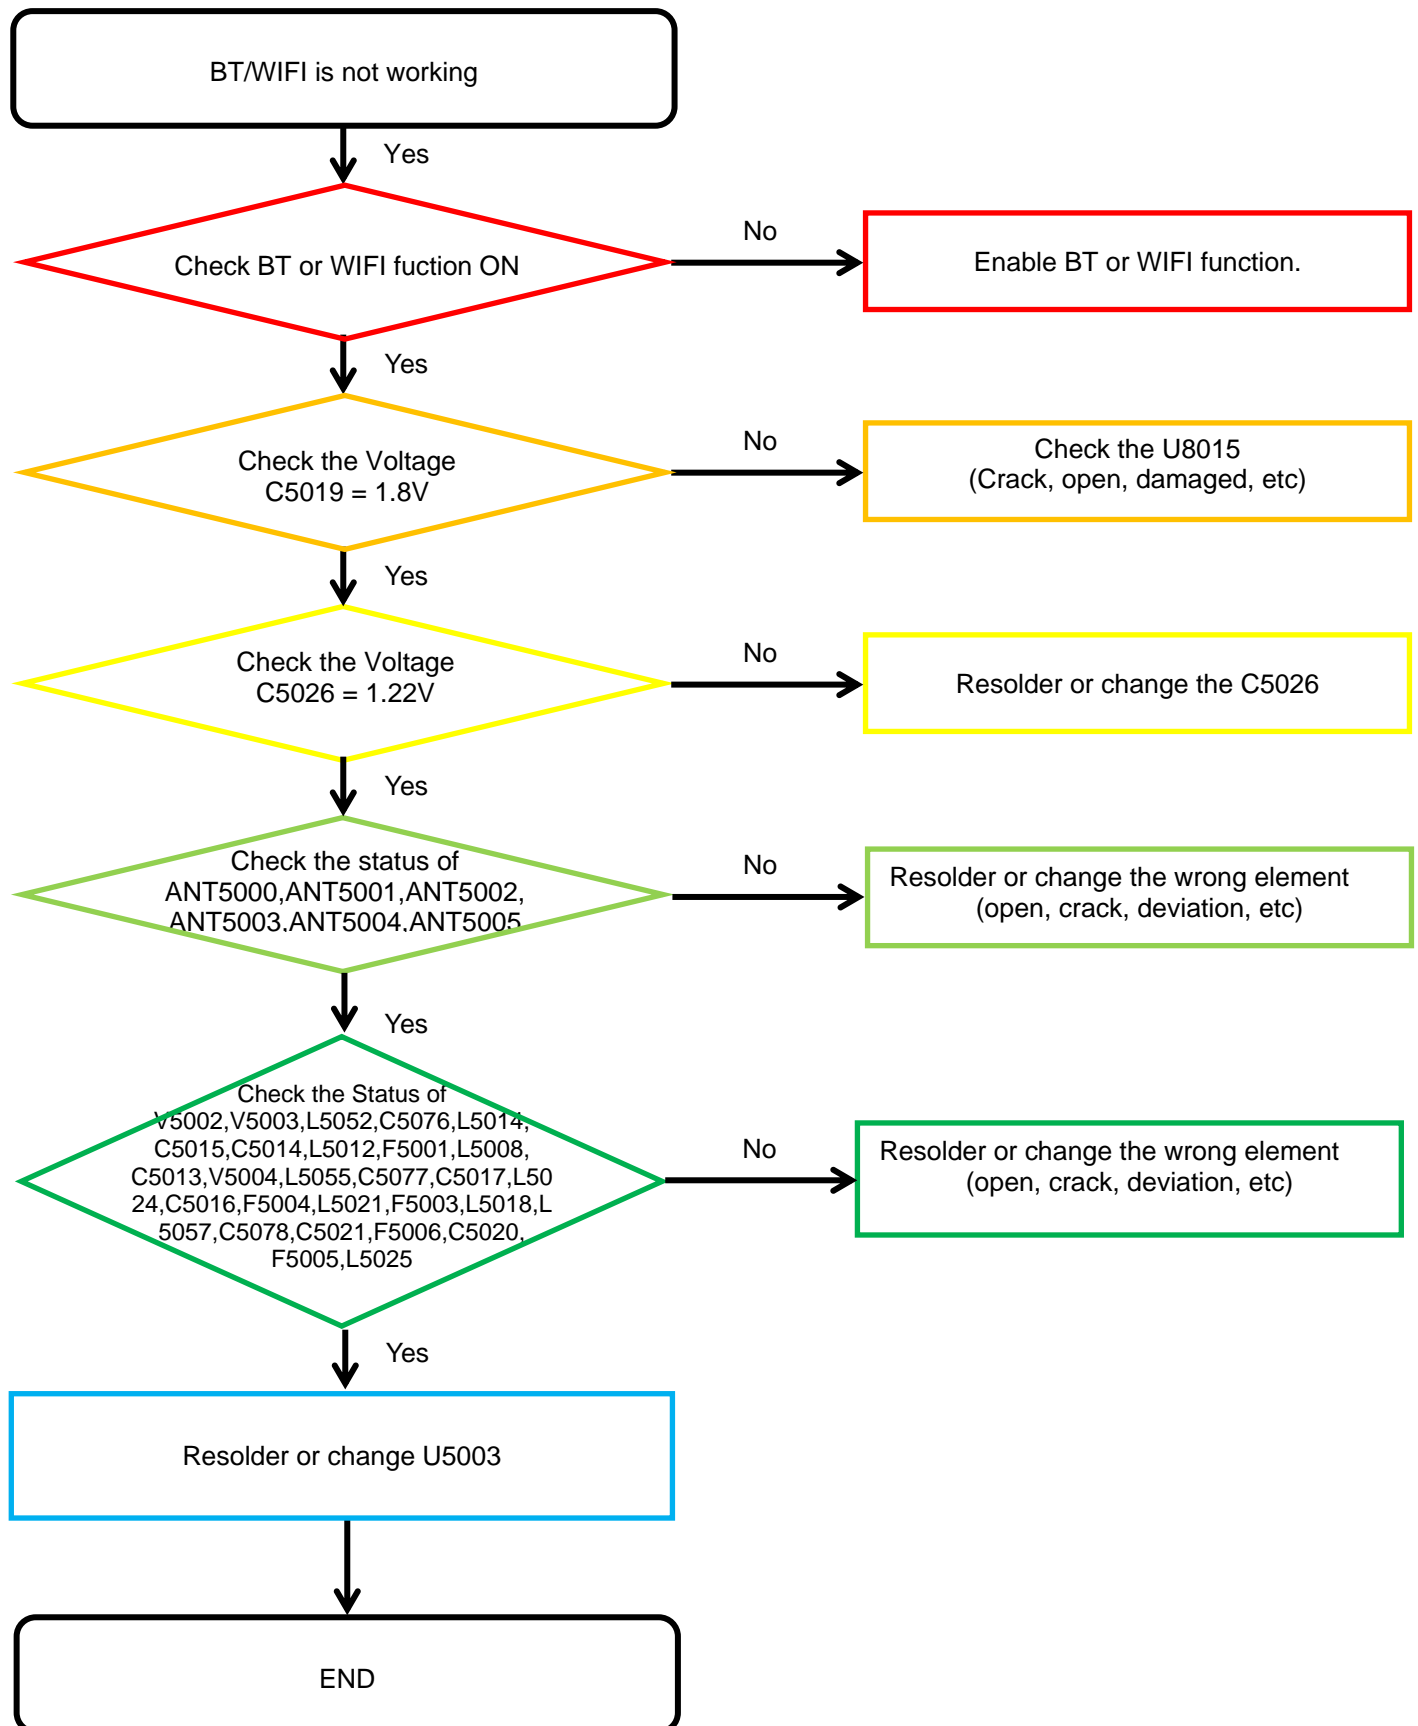 BT/WIFI is not working
Yes
Check BT or WIFI fuction ON
No
Enable BT or WIFI function.
Yes
Check the Voltage
C5019 = 1.8V
No
Check the U8015
(Crack, open, damaged, etc)
Yes
Check the Voltage
C5026 = 1.22V
No
Resolder or change the C5026
Yes
Check the status of
ANT5000,ANT5001,ANT5002,
ANT5003,ANT5004,ANT5005
No
Resolder or change the wrong element
(open, crack, deviation, etc)
Yes
Check the Status of
V5002,V5003,L5052,C5076,L5014,
C5015,C5014,L5012,F5001,L5008,
C5013,V5004,L5055,C5077,C5017,L50
24,C5016,F5004,L5021,F5003,L5018,L
5057,C5078,C5021,F5006,C5020,
F5005,L5025
No
Resolder or change the wrong element
(open, crack, deviation, etc)
Yes
Resolder or change U5003
END